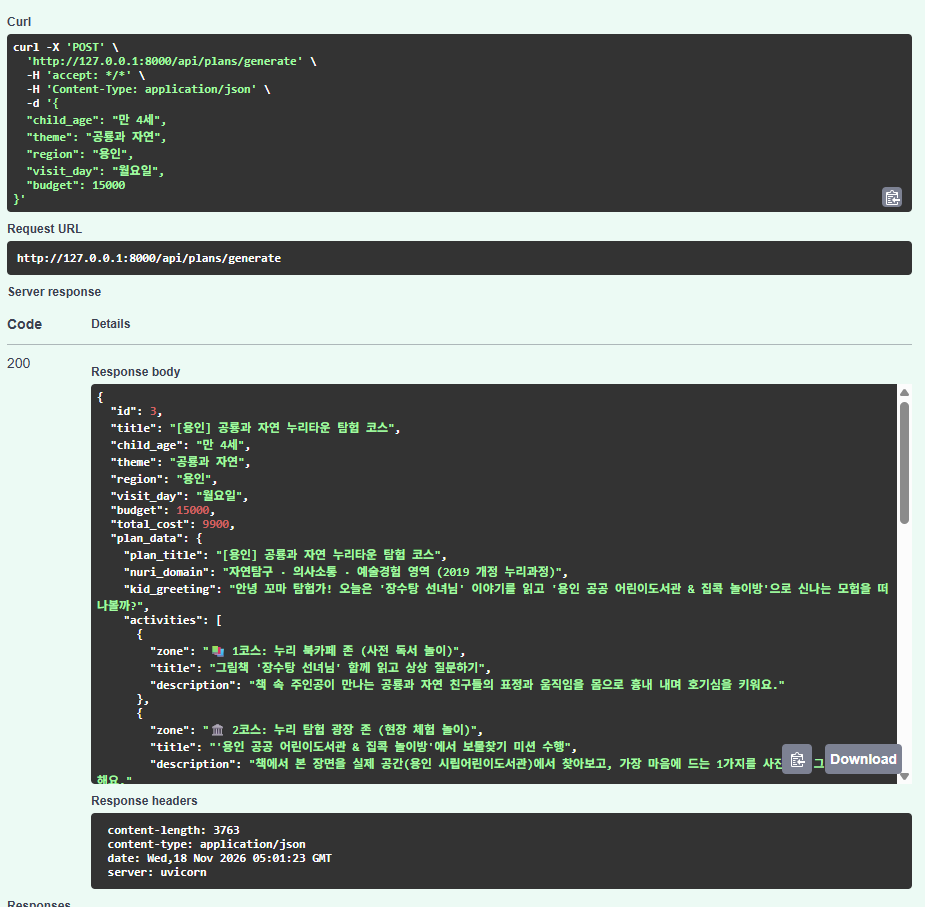 Curl
curl -X 'POST' \
'http://127.0.0.1:8000/api/plans/generate' \
-H 'accept: */*' \
-H 'Content-Type: application/json' \
-d '{
"child_age": "만 4세",
"theme": "공룡과 자연",
"region": "용인",
"visit_day": "월요일",
"budget": 15000
}'
Request URL
http://127.0.0.1:8000/api/plans/generate
Server response
Code Details
200
Response body
{
"id": 3,
"title": "[용인] 공룡과 자연 누리타운 탐험 코스",
"child_age": "만 4세",
"theme": "공룡과 자연",
"region": "용인",
"visit_day": "월요일",
"budget": 15000,
"total_cost": 9900,
"plan_data": {
"plan_title": "[용인] 공룡과 자연 누리타운 탐험 코스",
"nuri_domain": "자연탐구 · 의사소통 · 예술경험 영역 (2019 개정 누리과정)",
"kid_greeting": "안녕 꼬마 탐험가! 오늘은 '장수탕 선녀님' 이야기를 읽고 '용인 공공 어린이도서관 & 집콕 놀이방'으로 신나는 모험을 떠
나볼까?",
"activities": [
{
"zone": "📚 1코스: 누리 북카페 존 (사전 독서 놀이)",
"title": "그림책 '장수탕 선녀님' 함께 읽고 상상 질문하기",
"description": "책 속 주인공이 만나는 공룡과 자연 친구들의 표정과 움직임을 몸으로 흉내 내며 호기심을 키워요."
},
{
"zone": "🏛️ 2코스: 누리 탐험 광장 존 (현장 체험 놀이)",
"title": "'용인 공공 어린이도서관 & 집콕 놀이방'에서 보물찾기 미션 수행",
"description": "책에서 본 장면을 실제 공간(용인 시립어린이도서관)에서 찾아보고, 가장 마음에 드는 1가지를 사진 그
해요."
Download
Response headers
content-length: 3763
content-type: application/json
date: Wed,18 Nov 2026 05:01:23 GMT
server: uvicorn
Responses